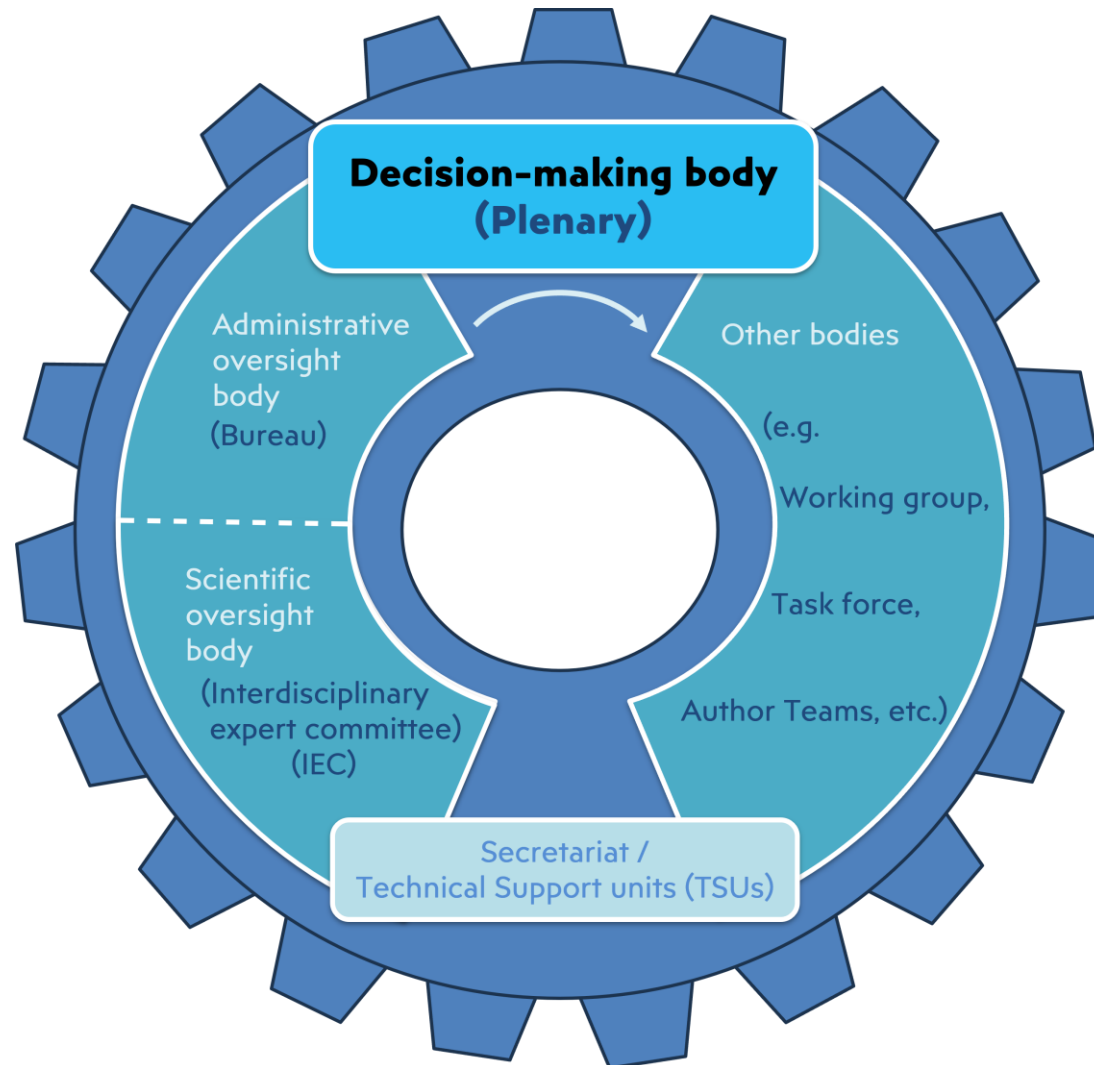 Decision-making body
(Plenary)
Administrative
oversight
body
(Bureau)
Scientific
oversight
body
(Interdisciplinary
expert committee)
(IEC)
Other bodies
(e.g.
Working group,
Task force,
Author Teams, etc.)
Secretariat /
Technical Support units (TSUs)